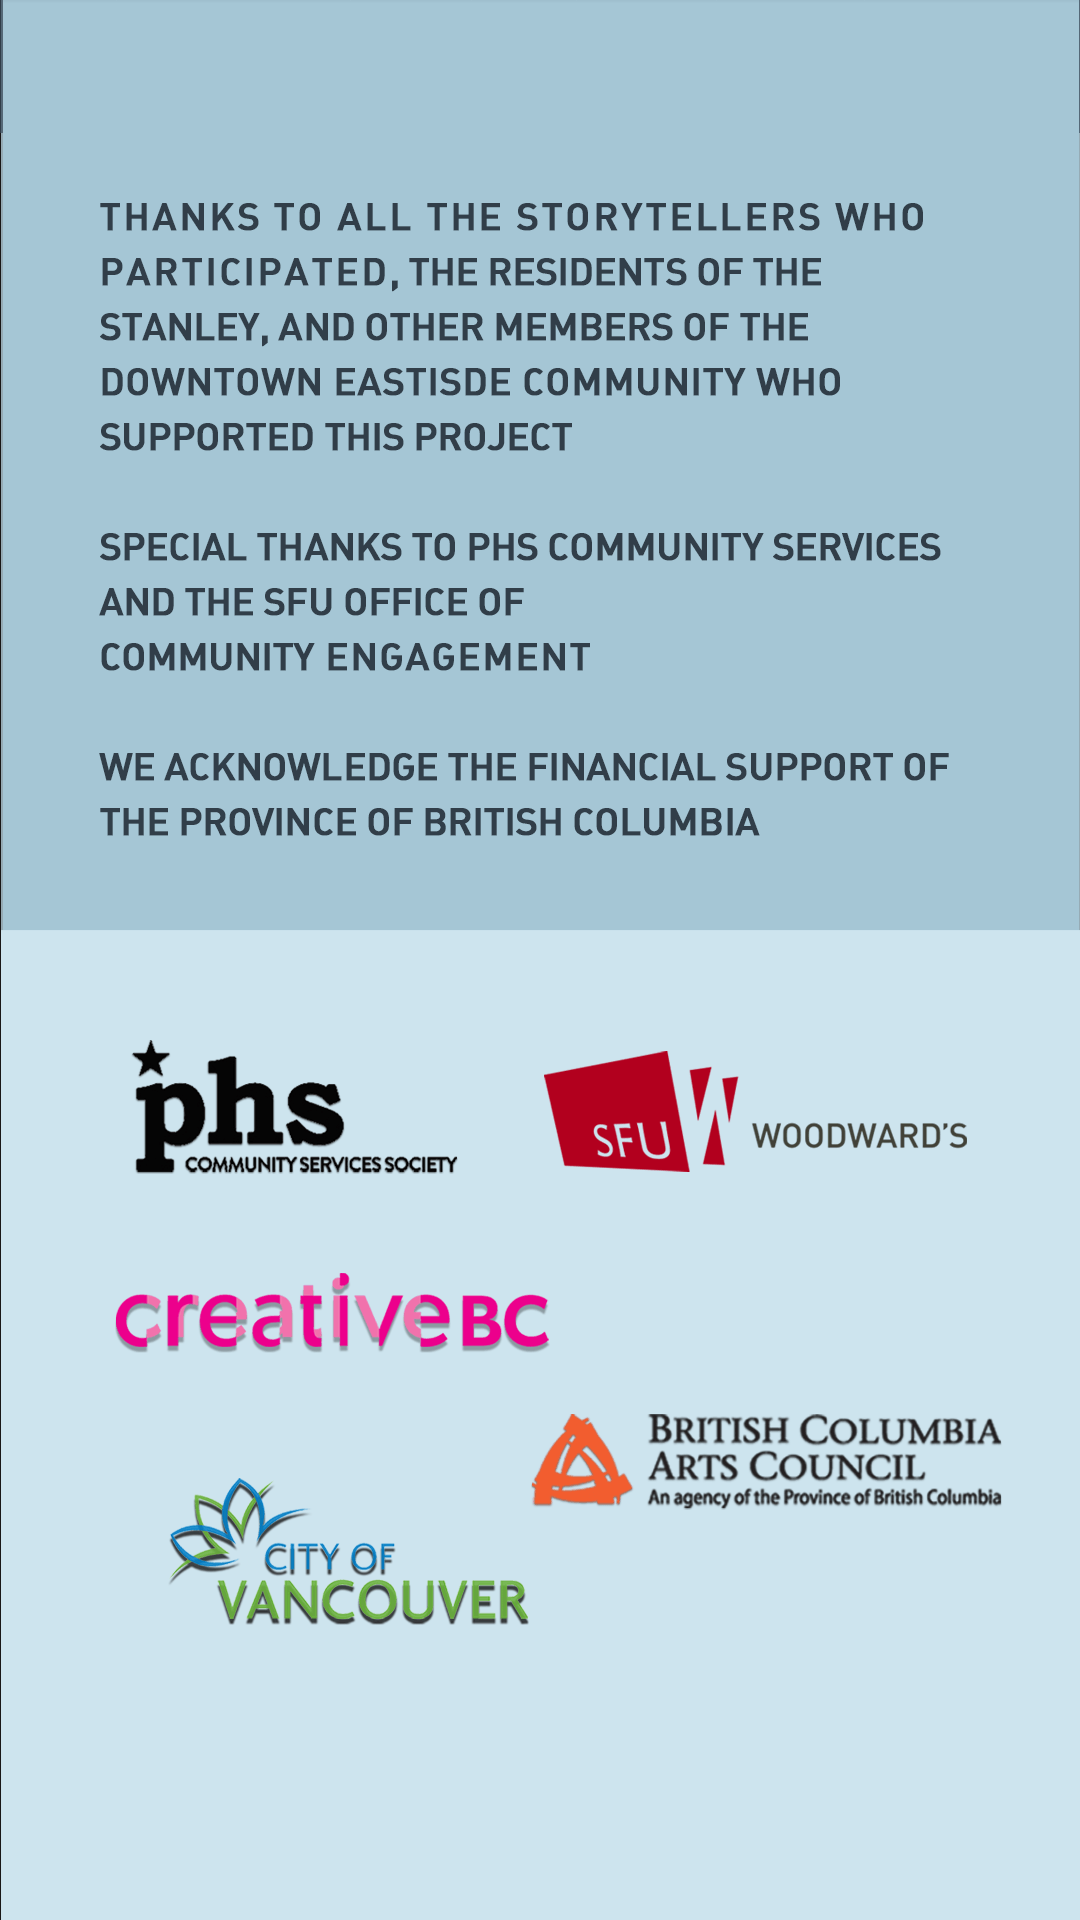 THANKS TO ALL THE STORYTELLERS WHO
PARTICIPATED, THE RESIDENTS OF THE
STANLEY, AND OTHER MEMBERS OF THE
DOWNTOWN EASTISDE COMMUNITY WHO
SUPPORTED THIS PROJECT
SPECIAL THANKS TO PHS COMMUNITY SERVICES
AND THE SFU OFFICE OF
COMMUNITY ENGAGEMENT
WE ACKNOWLEDGE THE FINANCIAL SUPPORT OF
THE PROVINCE OF BRITISH COLUMBIA
phs
COMMUNITY SERVICES SOCIETY
SFU W WOODWARD'S
creativeBC
BRITISH COLUMBIA
ARTS COUNCIL
An agency of the Province of British Columbia
CITY OF
VANCOUVER